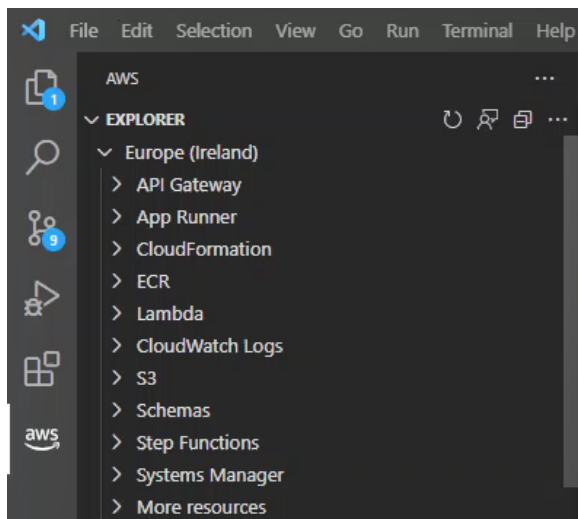 File Edit Selection View Go Run Terminal Help
AWS
1
EXPLORER
Europe (Ireland)
API Gateway
App Runner
9
CloudFormation
ECR
Lambda
CloudWatch Logs
S3
Schemas
aws
Step Functions
Systems Manager
More resources